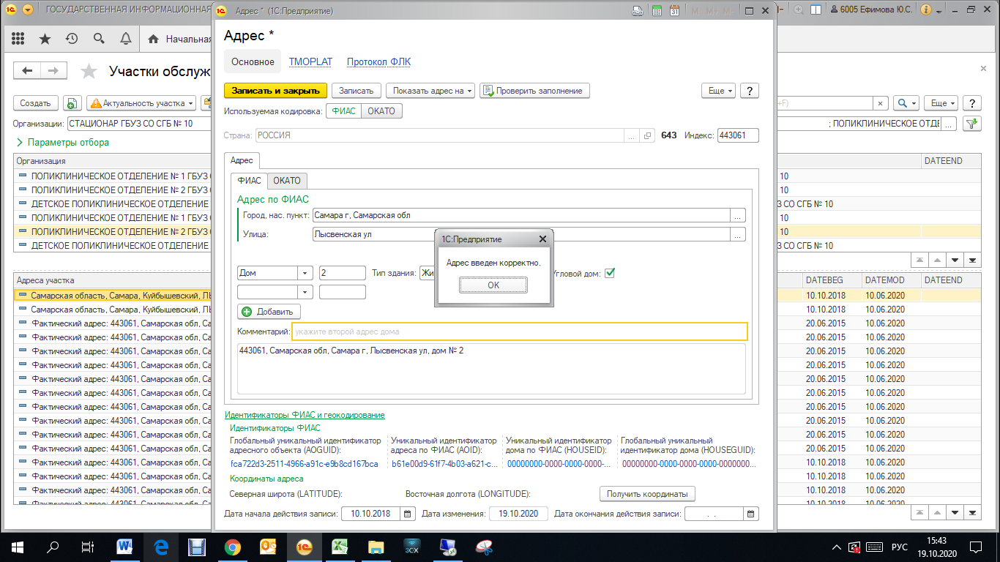 ГОСУДАРСТВЕННАЯ ИНФОРМАЦИОННАЯ
Адрес * (1С:Предприятие)
M M+ M-
6005 Ефимова Ю.С.
Начальная
Адрес *
Основное TMOPLAT Протокол ФЛК
Участки обслуж
Записать и закрыть Записать Показать адрес на Проверить заполнение Еще ?
Создать Актуальность участка
+F) × Еще ?
Используемая кодировка: ФИАС ОКАТО
Организации: СТАЦИОНАР ГБУЗ СО СГБ № 10
; ПОЛИКЛИНИЧЕСКОЕ ОТДЕ ...
Страна: РОССИЯ ... 643 Индекс: 443061
Параметры отбора
Адрес
Организация
DATEEND
ПОЛИКЛИНИЧЕСКОЕ ОТДЕЛЕНИЕ № 1 ГБУЗ С
10
ПОЛИКЛИНИЧЕСКОЕ ОТДЕЛЕНИЕ № 2 ГБУЗ С
10
ДЕТСКОЕ ПОЛИКЛИНИЧЕСКОЕ ОТДЕЛЕНИЕ
З СО СГБ № 10
ПОЛИКЛИНИЧЕСКОЕ ОТДЕЛЕНИЕ № 1 ГБУЗ С
10
ПОЛИКЛИНИЧЕСКОЕ ОТДЕЛЕНИЕ № 2 ГБУЗ С
10
ДЕТСКОЕ ПОЛИКЛИНИЧЕСКОЕ ОТДЕЛЕНИЕ
З СО СГБ № 10
ФИАС ОКАТО
Адрес по ФИАС
Город, нас. пункт: Самара г, Самарская обл ...
Улица: Лысвенская ул ...
1С:Предприятие
Адрес введен корректно.
OK
Дом 2 Тип здания: Жи
Угловой дом:
Добавить
Комментарий: укажите второй адрес дома
443061, Самарская обл, Самара г, Лысвенская ул, дом № 2
Адреса участка
DATEBEG DATEMOD DATEEND
Самарская область, Самара, Куйбышевский, ЛЫ
10.10.2018 10.06.2020
Самарская область, Самара, Куйбышевский, ЛЫ
10.10.2018 10.06.2020
Фактический адрес: 443061, Самарская обл, Са
20.06.2015 10.06.2020
Фактический адрес: 443061, Самарская обл, Са
20.06.2015 10.06.2020
Фактический адрес: 443061, Самарская обл, Са
20.06.2015 10.06.2020
Фактический адрес: 443061, Самарская обл, Са
20.06.2015 10.06.2020
Фактический адрес: 443061, Самарская обл, Са
20.06.2015 10.06.2020
Фактический адрес: 443061, Самарская обл, Са
20.06.2015 10.06.2020
Фактический адрес: 443061, Самарская обл, Са
20.06.2015 10.06.2020
Фактический адрес: 443061, Самарская обл, Са
20.06.2015 10.06.2020
Фактический адрес: 443061, Самарская обл, Са
20.06.2015 10.06.2020
Фактический адрес: 443061, Самарская обл, Са
20.06.2015 10.06.2020
Фактический адрес: 443061, Самарская обл, Са
10.10.2018 10.06.2020
Фактический адрес: 443061, Самарская обл, Са
10.10.2018 10.06.2020
Фактический адрес: 443061, Самарская обл, Са
10.10.2018 10.06.2020
Фактический адрес: 443061, Самарская обл, Са
10.10.2018 10.06.2020
Идентификаторы ФИАС и геокодирование
Идентификаторы ФИАС
Глобальный уникальный идентификатор адресного объекта (AOGUID):
fca722d3-2511-4966-a91c-e9b8cd167bca
Уникальный идентификатор адреса по ФИАС (AOID):
b61e00d9-61f7-4b03-a621-c...
Уникальный идентификатор дома по ФИАС (HOUSEID):
00000000-0000-0000-0000-...
Глобальный уникальный идентификатор дома (HOUSEGUID):
00000000-0000-0000-0000-0000000...
Координаты адреса
Северная широта (LATITUDE): Восточная долгота (LONGITUDE): Получить координаты
Дата начала действия записи: 10.10.2018 Дата изменения: 19.10.2020 Дата окончания действия записи: . .
3CX
РУС
15:43
19.10.2020